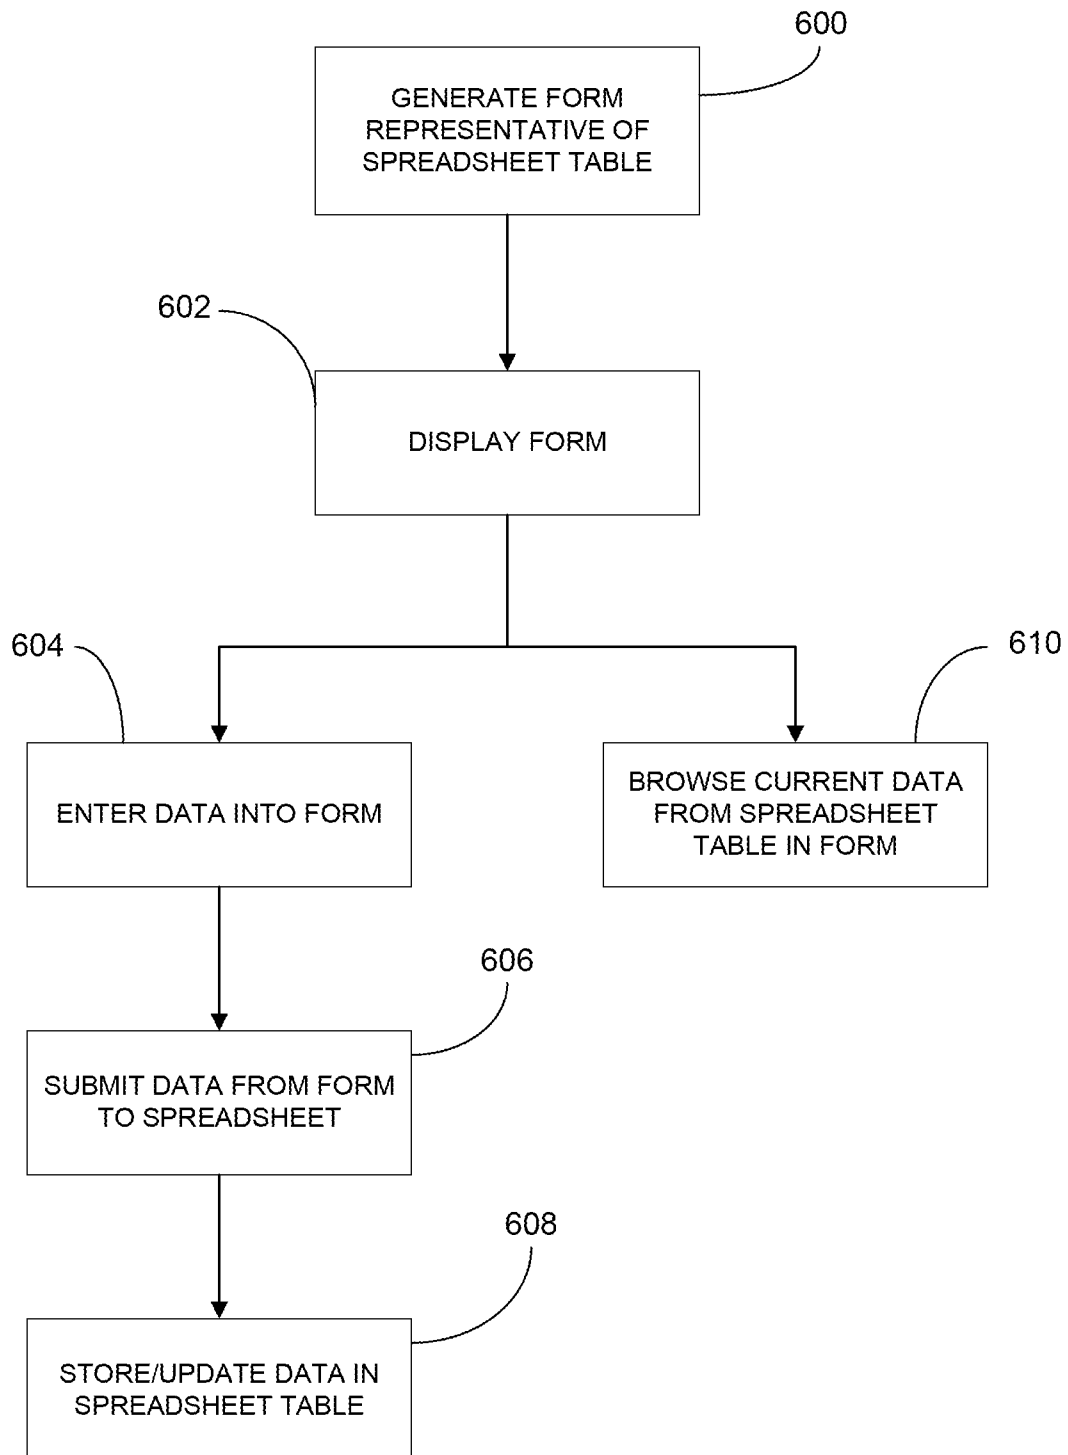 600
GENERATE FORM
REPRESENTATIVE OF
SPREADSHEET TABLE
602
DISPLAY FORM
604
610
ENTER DATA INTO FORM
BROWSE CURRENT DATA
FROM SPREADSHEET
TABLE IN FORM
606
SUBMIT DATA FROM FORM
TO SPREADSHEET
608
STORE/UPDATE DATA IN
SPREADSHEET TABLE